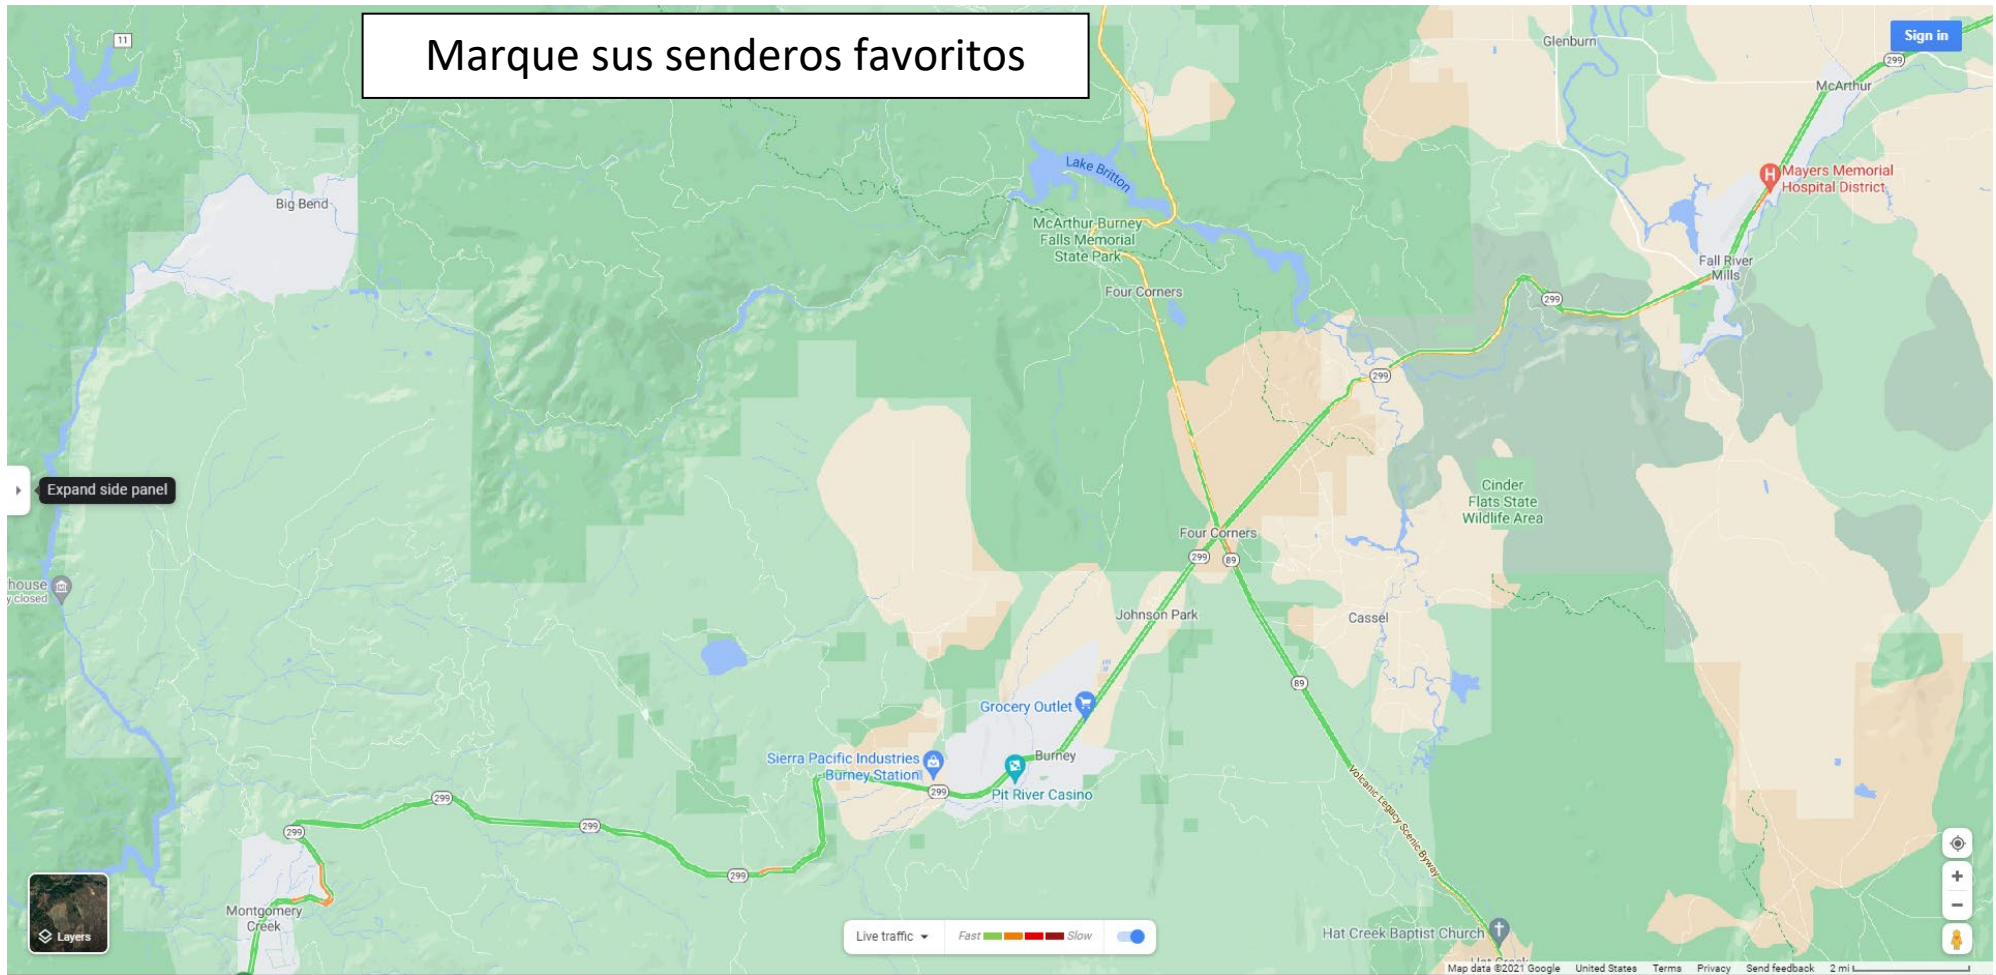 Marque sus senderos favoritos
Sign in
11
Glenburn
299
McArthur
Lake Britton
Mayers Memorial
Hospital District
Big Bend
McArthur-Burney
Falls Memorial
State Park
Fall River
Mills
Four Corners
299
299
Expand side panel
Cinder
Flats State
Wildlife Area
Four Corners
299
89
house
y closed
Johnson Park
Cassel
89
Grocery Outlet
Sierra Pacific Industries
Burney Station
Burney
299
Pit River Casino
299
299
299
299
Volcanic Legacy Scenic Byway
Montgomery
Creek
Layers
Live traffic
Fast
Slow
Hat Creek Baptist Church
Hat Creek
Map data ©2021 Google
United States
Terms
Privacy
Send feedback
2 mi